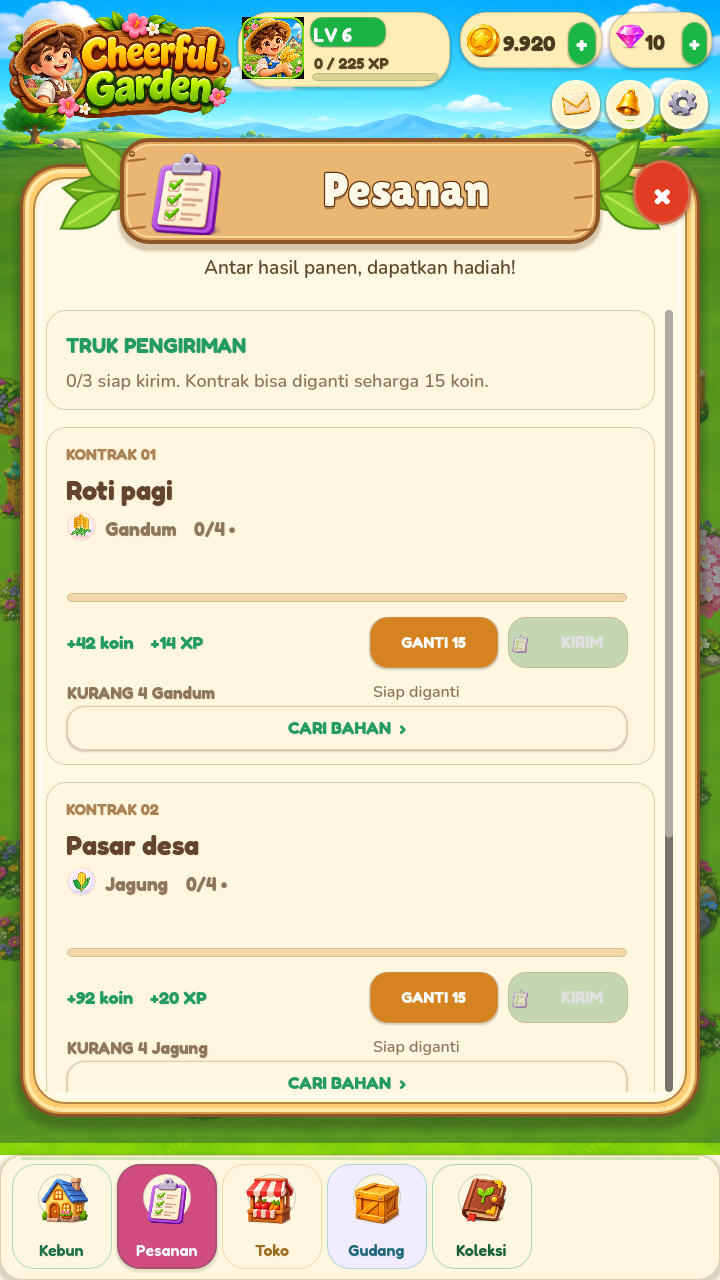 Cheerful
Garden
LV 6
0 / 225 XP
9.920
+
10
+
Pesanan
×
Antar hasil panen, dapatkan hadiah!
TRUK PENGIRIMAN
0/3 siap kirim. Kontrak bisa diganti seharga 15 koin.
KONTRAK 01
Roti pagi
Gandum 0/4 •
+42 koin +14 XP
GANTI 15
KIRIM
KURANG 4 Gandum
Siap diganti
CARI BAHAN ›
KONTRAK 02
Pasar desa
Jagung 0/4 •
+92 koin +20 XP
GANTI 15
KIRIM
KURANG 4 Jagung
Siap diganti
CARI BAHAN ›
Kebun
Pesanan
Toko
Gudang
Koleksi